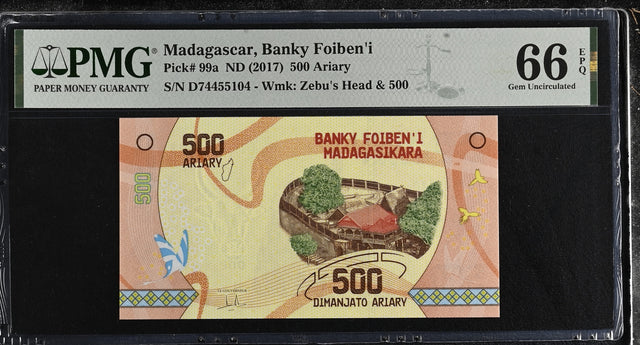 PMG®
PAPER MONEY GUARANTY
Madagascar, Banky Foiben'i
Pick# 99a ND (2017) 500 Ariary
S/N D74455104 - Wmk: Zebu's Head & 500
66 EPQ
Gem Uncirculated
500
ARIARY
BANKY FOIBEN'I
MADAGASIKARA
500
500
DIMANJATO ARIARY